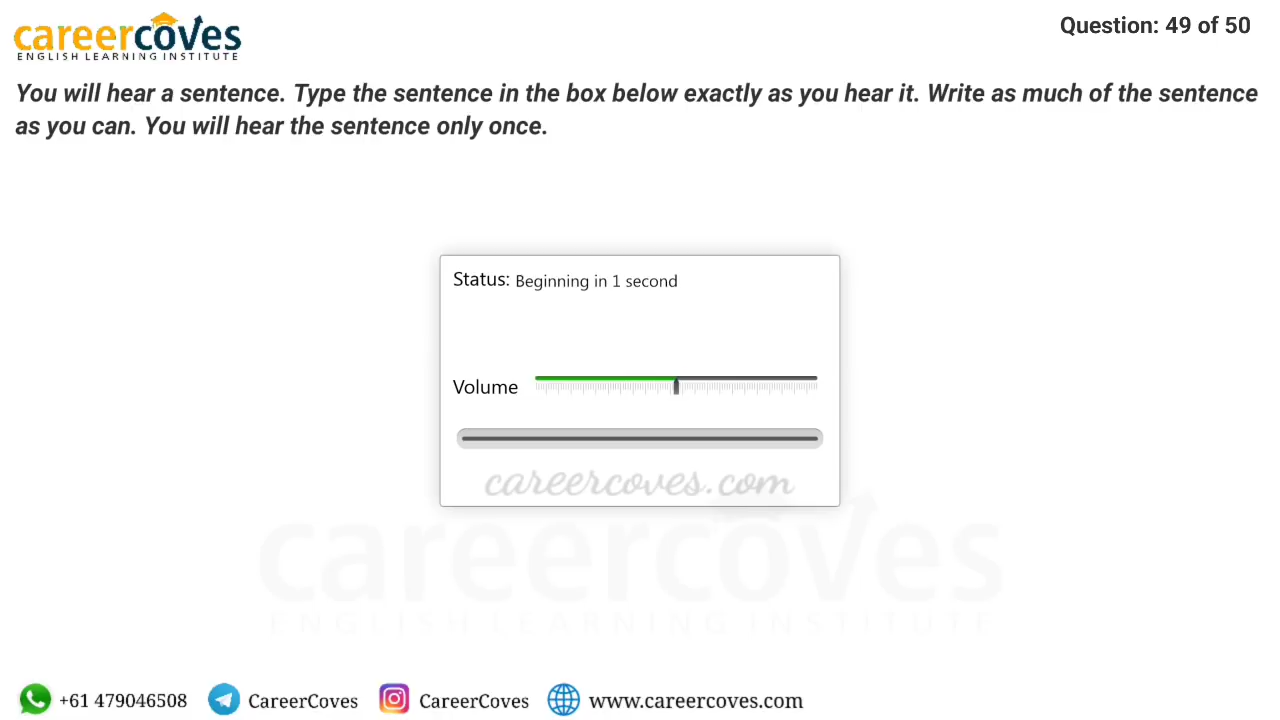 careercoves
ENGLISH LEARNING INSTITUTE
Question: 49 of 50
You will hear a sentence. Type the sentence in the box below exactly as you hear it. Write as much of the sentence
as you can. You will hear the sentence only once.
Status: Beginning in 1 second
Volume
careercoves.com
careercoves
ENGLISH LEARNING INSTITUTE
+61 479046508 CareerCoves CareerCoves www.careercoves.com